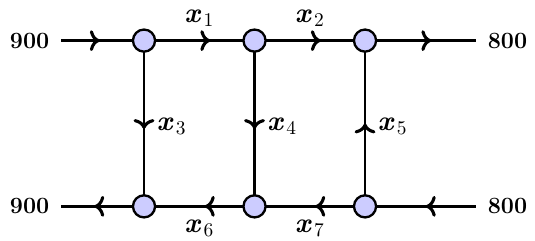 x₁ x₂
900 800
x₃ x₄ x₅
900 800
x₆ x₇